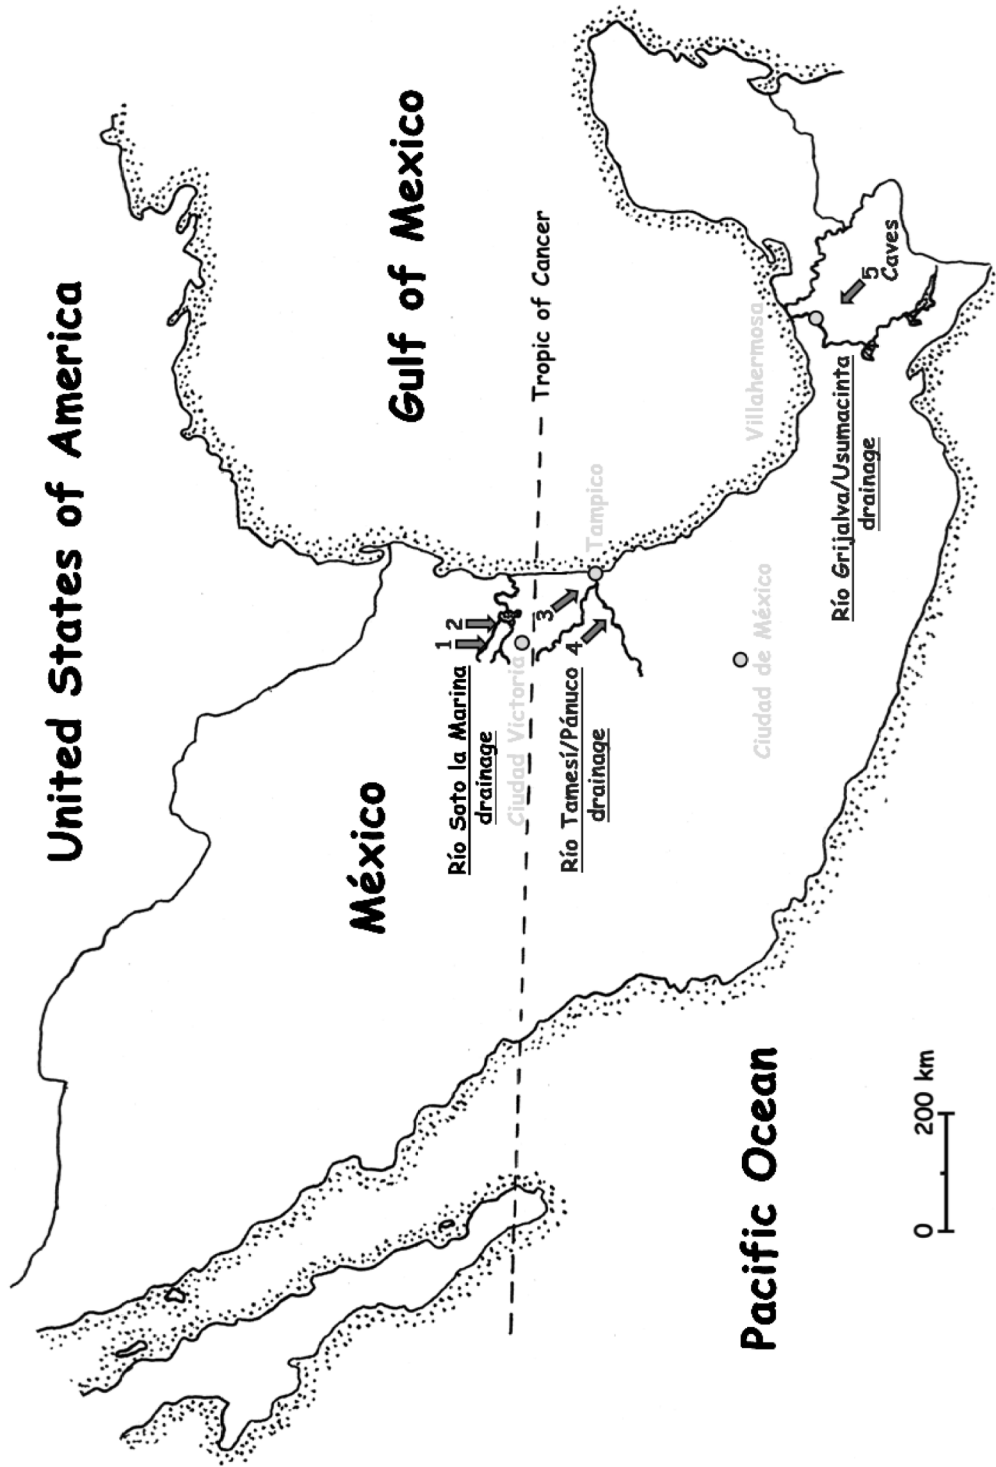 United States of America
Gulf of Mexico
México
Tropic of Cancer
1
2
Río Soto la Marina
drainage
Ciudad Victoria
3
4
Tampico
Río Tamesí/Pánuco
drainage
Villahermosa
Ciudad de México
5
Caves
Río Grijalva/Usumacinta
drainage
Pacific Ocean
0
200 km